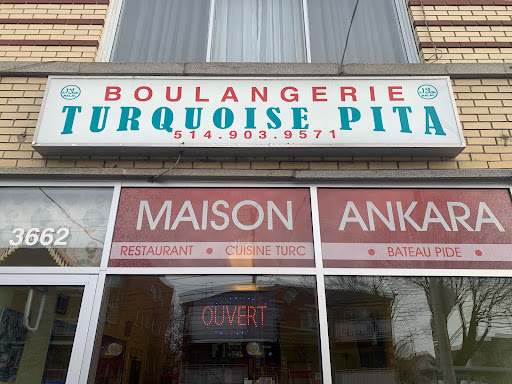 BOULANGERIE
TURQUOISE PITA
514.903.9571
3662
MAISON ANKARA
RESTAURANT • CUISINE TURC • BATEAU PIDE •
OUVERT